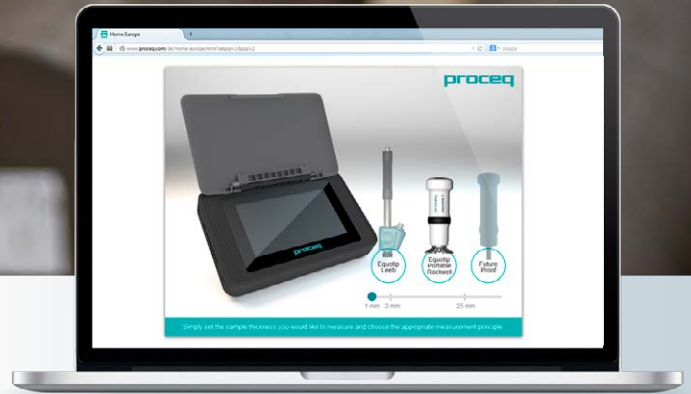 Home Europe
www.proceq.com
proceq
proceq
Equotip
Leeb
Equotip
Portable
Rockwell
Future
Proof
1 mm 2 mm 25 mm
Simply set the sample thickness you would like to measure and choose the appropriate measurement principle